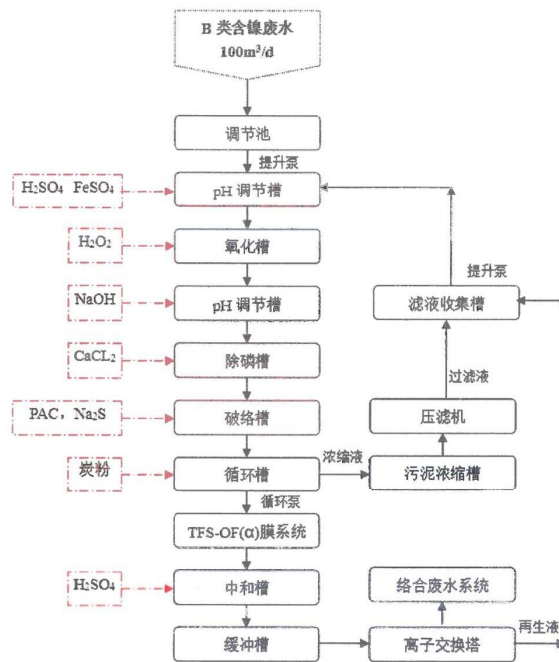 B 类含镍废水
100m³/d
调节池
提升泵
H₂SO₄ FeSO₄
pH 调节槽
H₂O₂
氧化槽
提升泵
NaOH
pH 调节槽
滤液收集槽
CaCL₂
除磷槽
过滤液
PAC，Na₂S
破络槽
压滤机
炭粉
循环槽
浓缩液
污泥浓缩槽
循环泵
TFS-OF(α)膜系统
H₂SO₄
中和槽
络合废水系统
再生液
缓冲槽
离子交换塔